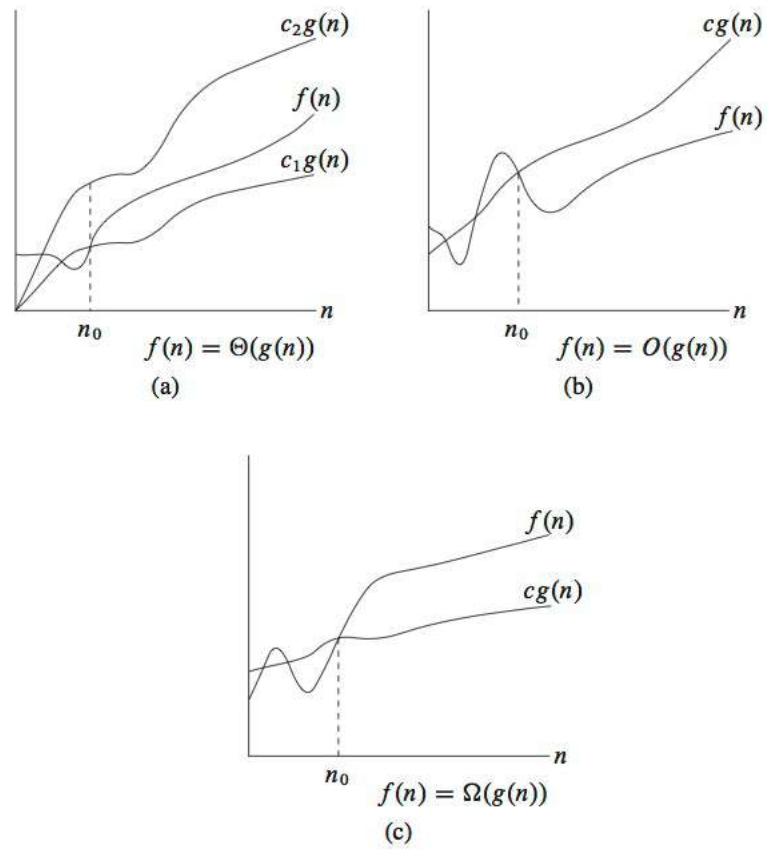 c₂g(n)
f(n)
c₁g(n)
n
n₀
f(n) = Θ(g(n))
(a)
cg(n)
f(n)
n
n₀
f(n) = O(g(n))
(b)
f(n)
cg(n)
n
n₀
f(n) = Ω(g(n))
(c)